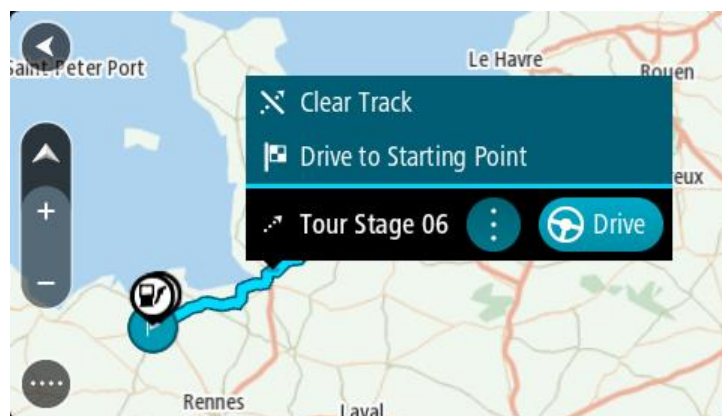 Saint Peter Port
Le Havre
Rouen
Clear Track
Drive to Starting Point
eux
Tour Stage 06
Drive
Rennes
Laval